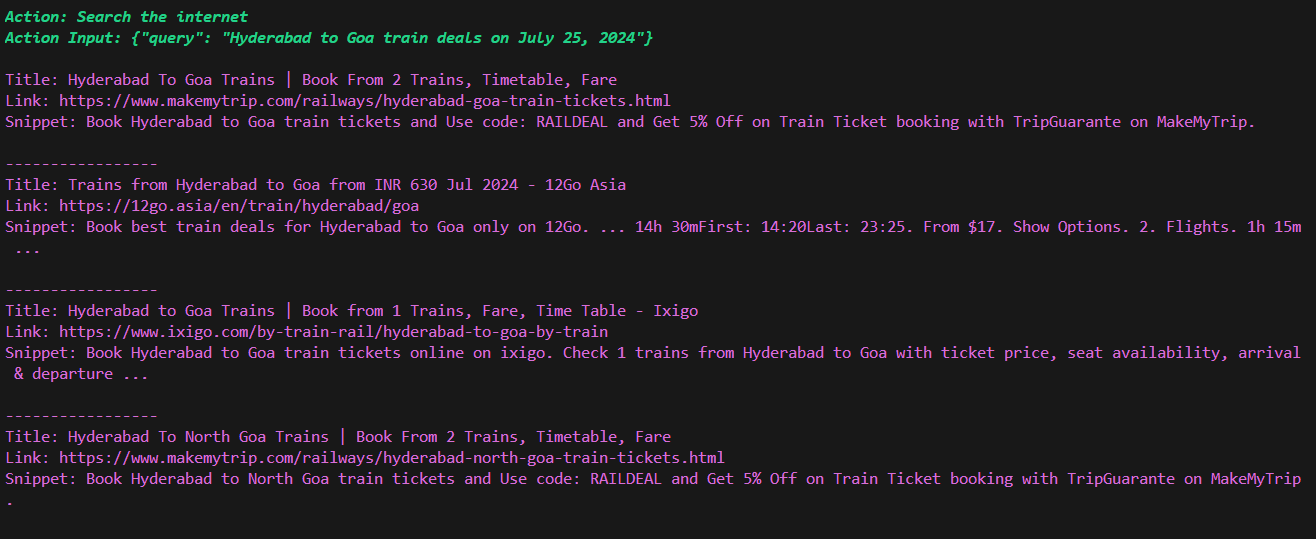 Action: Search the internet
Action Input: {"query": "Hyderabad to Goa train deals on July 25, 2024"}
Title: Hyderabad To Goa Trains | Book From 2 Trains, Timetable, Fare
Link: https://www.makemytrip.com/railways/hyderabad-goa-train-tickets.html
Snippet: Book Hyderabad to Goa train tickets and Use code: RAILDEAL and Get 5% Off on Train Ticket booking with TripGuarante on MakeMyTrip.
-----------------
Title: Trains from Hyderabad to Goa from INR 630 Jul 2024 - 12Go Asia
Link: https://12go.asia/en/train/hyderabad/goa
Snippet: Book best train deals for Hyderabad to Goa only on 12Go. ... 14h 30mFirst: 14:20Last: 23:25. From $17. Show Options. 2. Flights. 1h 15m
...
-----------------
Title: Hyderabad to Goa Trains | Book from 1 Trains, Fare, Time Table - Ixigo
Link: https://www.ixigo.com/by-train-rail/hyderabad-to-goa-by-train
Snippet: Book Hyderabad to Goa train tickets online on ixigo. Check 1 trains from Hyderabad to Goa with ticket price, seat availability, arrival
& departure ...
-----------------
Title: Hyderabad To North Goa Trains | Book From 2 Trains, Timetable, Fare
Link: https://www.makemytrip.com/railways/hyderabad-north-goa-train-tickets.html
Snippet: Book Hyderabad to North Goa train tickets and Use code: RAILDEAL and Get 5% Off on Train Ticket booking with TripGuarante on MakeMyTrip
.